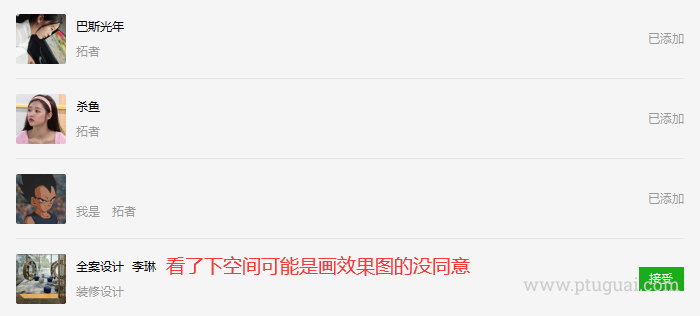 巴斯光年
拓者
已添加
杀鱼
拓者
已添加
我是 拓者
已添加
全案设计 李琳 看了下空间可能是画效果图的没同意
接受
装修设计
www.ptuguai.com